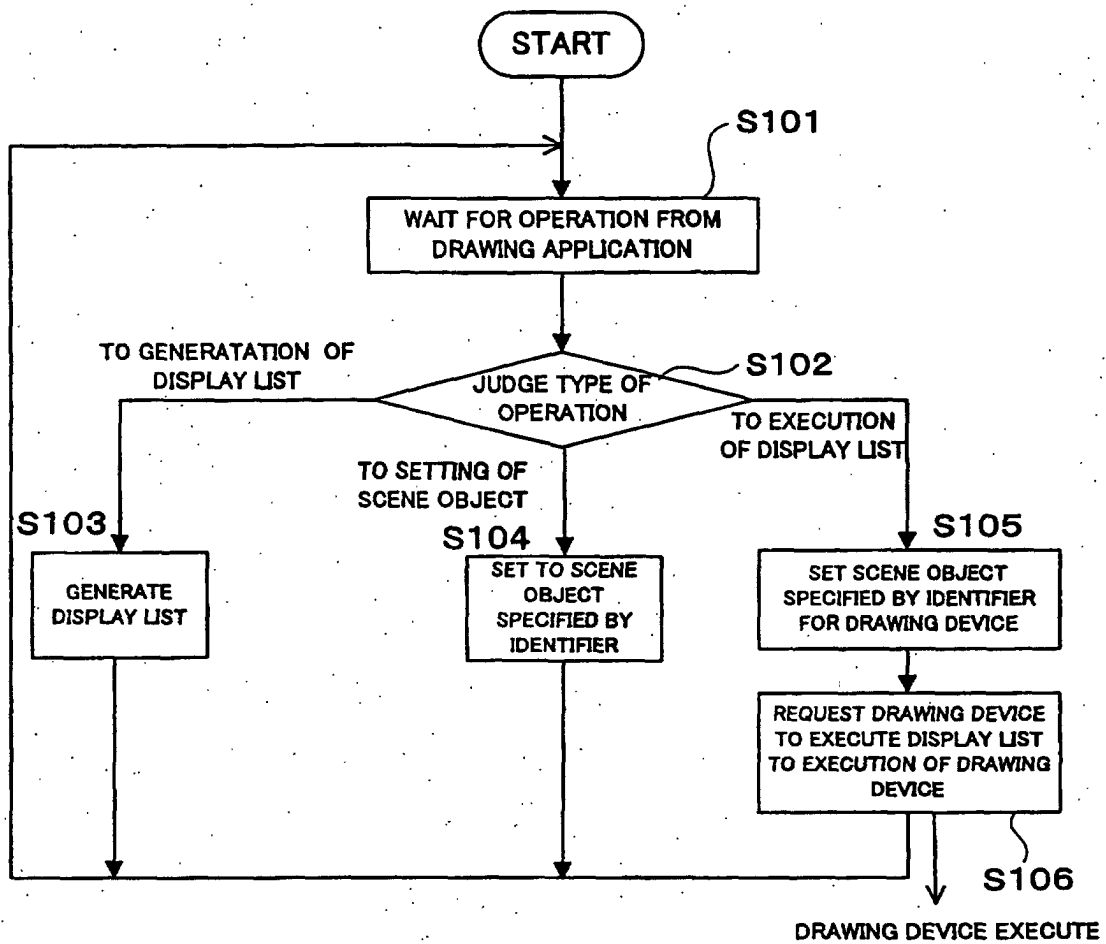 START
S101
WAIT FOR OPERATION FROM
DRAWING APPLICATION
TO GENERATATION OF
DISPLAY LIST
JUDGE TYPE OF
OPERATION
S102
TO EXECUTION
OF DISPLAY LIST
TO SETTING OF
SCENE OBJECT
S103
GENERATE
DISPLAY LIST
S104
SET TO SCENE
OBJECT
SPECIFIED BY
IDENTIFIER
S105
SET SCENE OBJECT
SPECIFIED BY IDENTIFIER
FOR DRAWING DEVICE
REQUEST DRAWING DEVICE
TO EXECUTE DISPLAY LIST
TO EXECUTION OF DRAWING
DEVICE
S106
DRAWING DEVICE EXECUTE